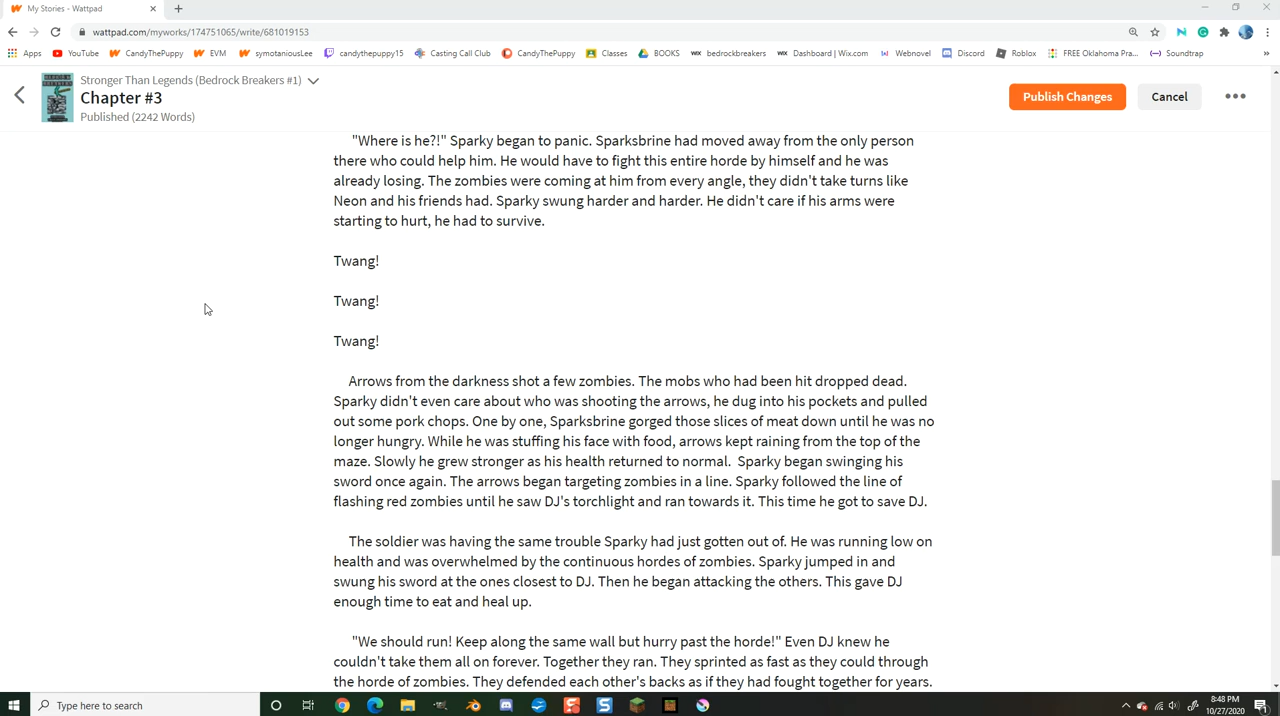 My Stories - Wattpad
wattpad.com/myworks/174751065/write/681019153
Apps YouTube CandyThePuppy EVM symotaniousLee candythepuppy15 Casting Call Club CandyThePuppy Classes BOOKS bedrockbreakers Dashboard | Wix.com Webnovel Discord Roblox FREE Oklahoma Pra... Soundtrap
Stronger Than Legends (Bedrock Breakers #1)
Chapter #3
Published (2242 Words)
Publish Changes
Cancel
"Where is he?!" Sparky began to panic. Sparksbrine had moved away from the only person
there who could help him. He would have to fight this entire horde by himself and he was
already losing. The zombies were coming at him from every angle, they didn't take turns like
Neon and his friends had. Sparky swung harder and harder. He didn't care if his arms were
starting to hurt, he had to survive.
Twang!
Twang!
Twang!
Arrows from the darkness shot a few zombies. The mobs who had been hit dropped dead.
Sparky didn't even care about who was shooting the arrows, he dug into his pockets and pulled
out some pork chops. One by one, Sparksbrine gorged those slices of meat down until he was no
longer hungry. While he was stuffing his face with food, arrows kept raining from the top of the
maze. Slowly he grew stronger as his health returned to normal.  Sparky began swinging his
sword once again. The arrows began targeting zombies in a line. Sparky followed the line of
flashing red zombies until he saw DJ's torchlight and ran towards it. This time he got to save DJ.
The soldier was having the same trouble Sparky had just gotten out of. He was running low on
health and was overwhelmed by the continuous hordes of zombies. Sparky jumped in and
swung his sword at the ones closest to DJ. Then he began attacking the others. This gave DJ
enough time to eat and heal up.
"We should run! Keep along the same wall but hurry past the horde!" Even DJ knew he
couldn't take them all on forever. Together they ran. They sprinted as fast as they could through
the horde of zombies. They defended each other's backs as if they had fought together for years.
Type here to search
8:48 PM
10/27/2020